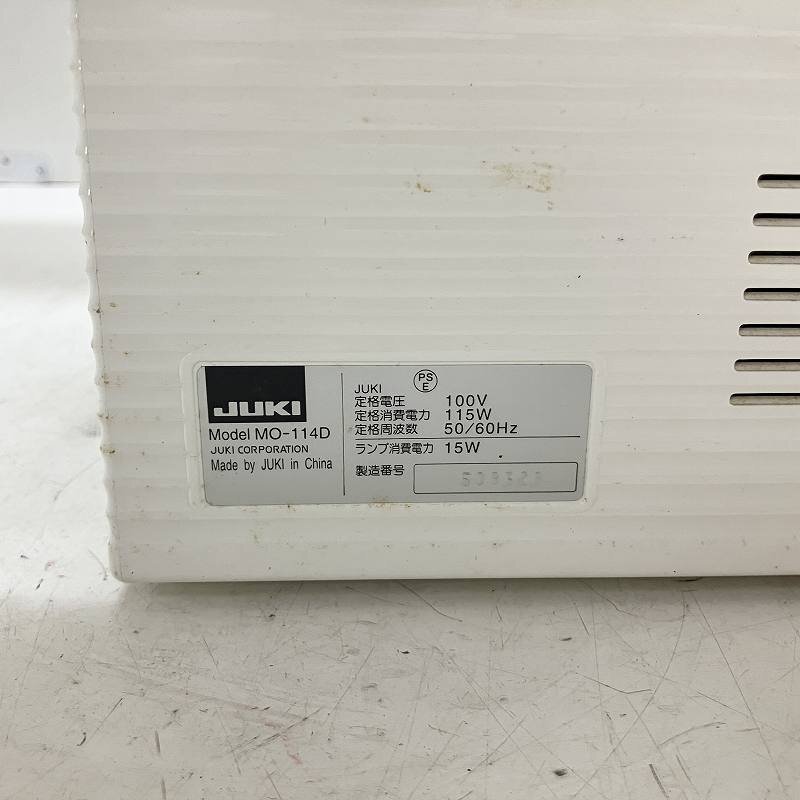 JUKI
Model MO-114D
JUKI CORPORATION
Made by JUKI in China
JUKI
PS
E
定格電圧 100V
定格消費電力 115W
定格周波数 50/60Hz
ランプ消費電力 15W
製造番号